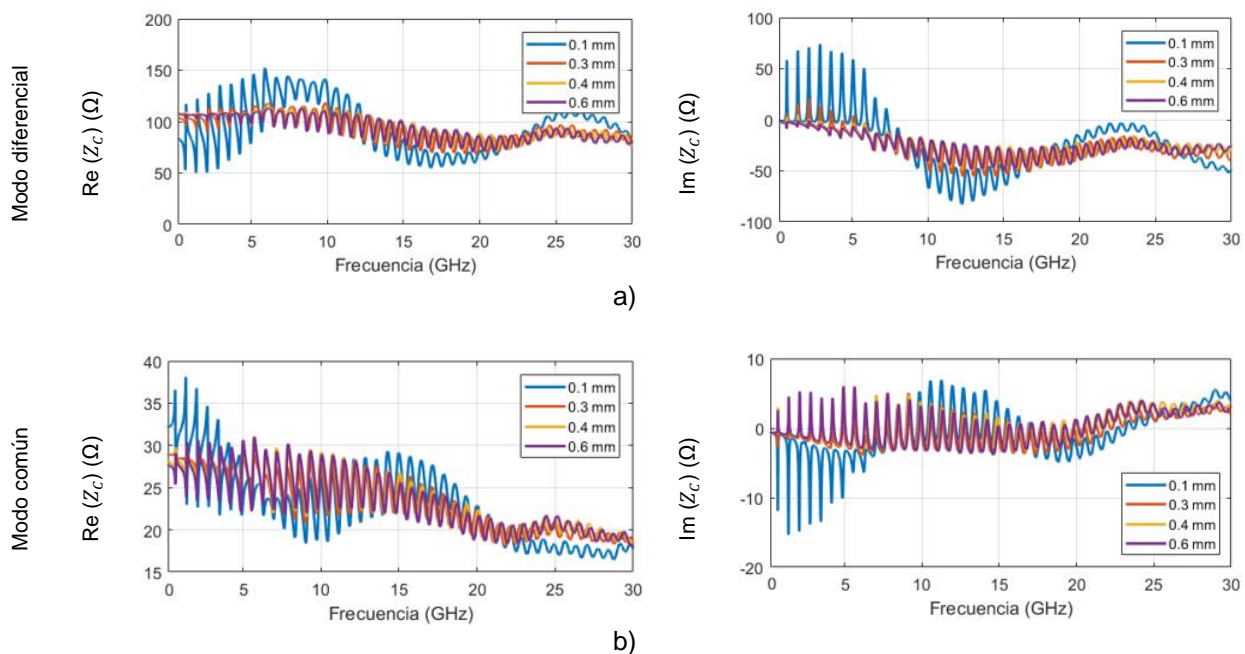 Modo diferencial
Re (Z_C) (Ω)
200
150
100
50
0
0 5 10 15 20 25 30
Frecuencia (GHz)
0.1 mm
0.3 mm
0.4 mm
0.6 mm
Im (Z_C) (Ω)
100
50
0
-50
-100
0 5 10 15 20 25 30
Frecuencia (GHz)
0.1 mm
0.3 mm
0.4 mm
0.6 mm
a)
Modo común
Re (Z_C) (Ω)
40
35
30
25
20
15
0 5 10 15 20 25 30
Frecuencia (GHz)
0.1 mm
0.3 mm
0.4 mm
0.6 mm
Im (Z_C) (Ω)
10
0
-10
-20
0 5 10 15 20 25 30
Frecuencia (GHz)
0.1 mm
0.3 mm
0.4 mm
0.6 mm
b)